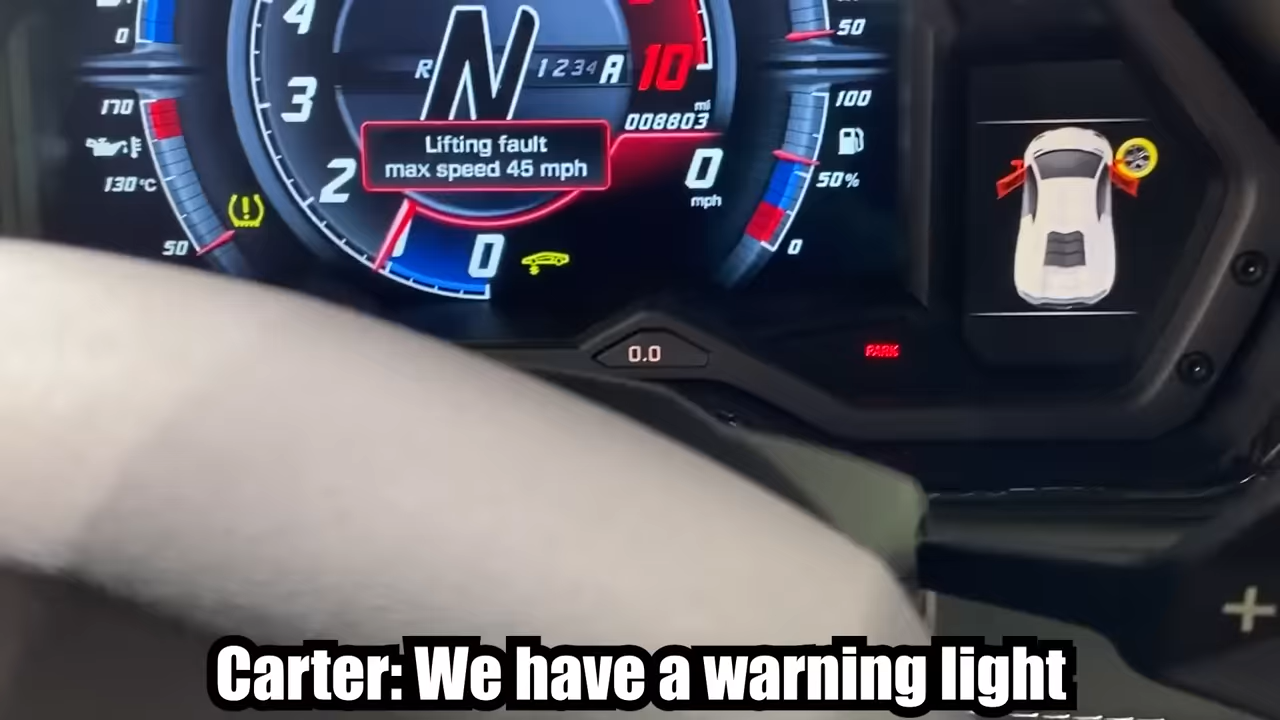 4
0
50
R N 1234 A
10
170
3
mi
008803
100
Lifting fault
max speed 45 mph
130°C
2
0
mph
50%
50
0
0
0.0
PARK
+
Carter: We have a warning light